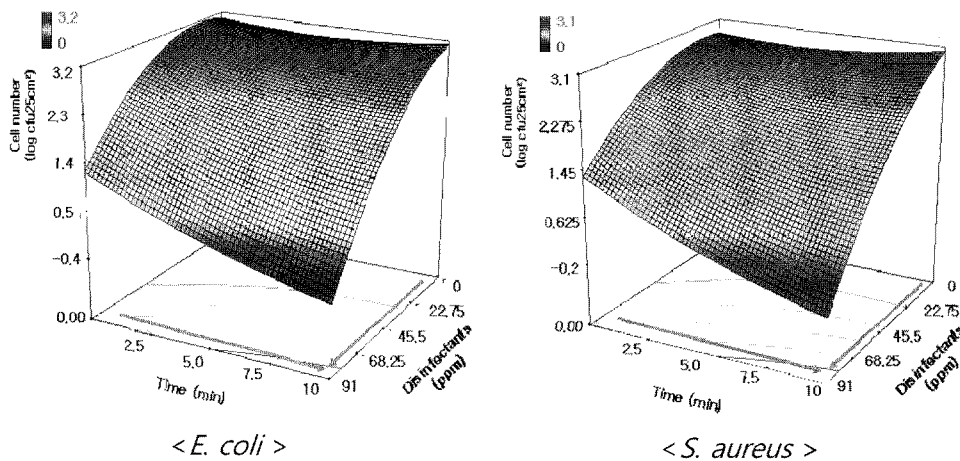 3.2
0
3.2
2.3
1.4
0.5
-0.4
0.00
Cell number
(log cfu25cm²)
2.5
5.0
7.5
10
Time (min)
0
22.75
45.5
68.25
91
Disinfectants
(ppm)
< E. coli >
3.1
0
3.1
2.275
1.45
0.625
-0.2
0.00
Cell number
(log cfu25cm²)
2.5
5.0
7.5
10
Time (min)
0
22.75
45.5
68.25
91
Disinfectants
(ppm)
< S. aureus >